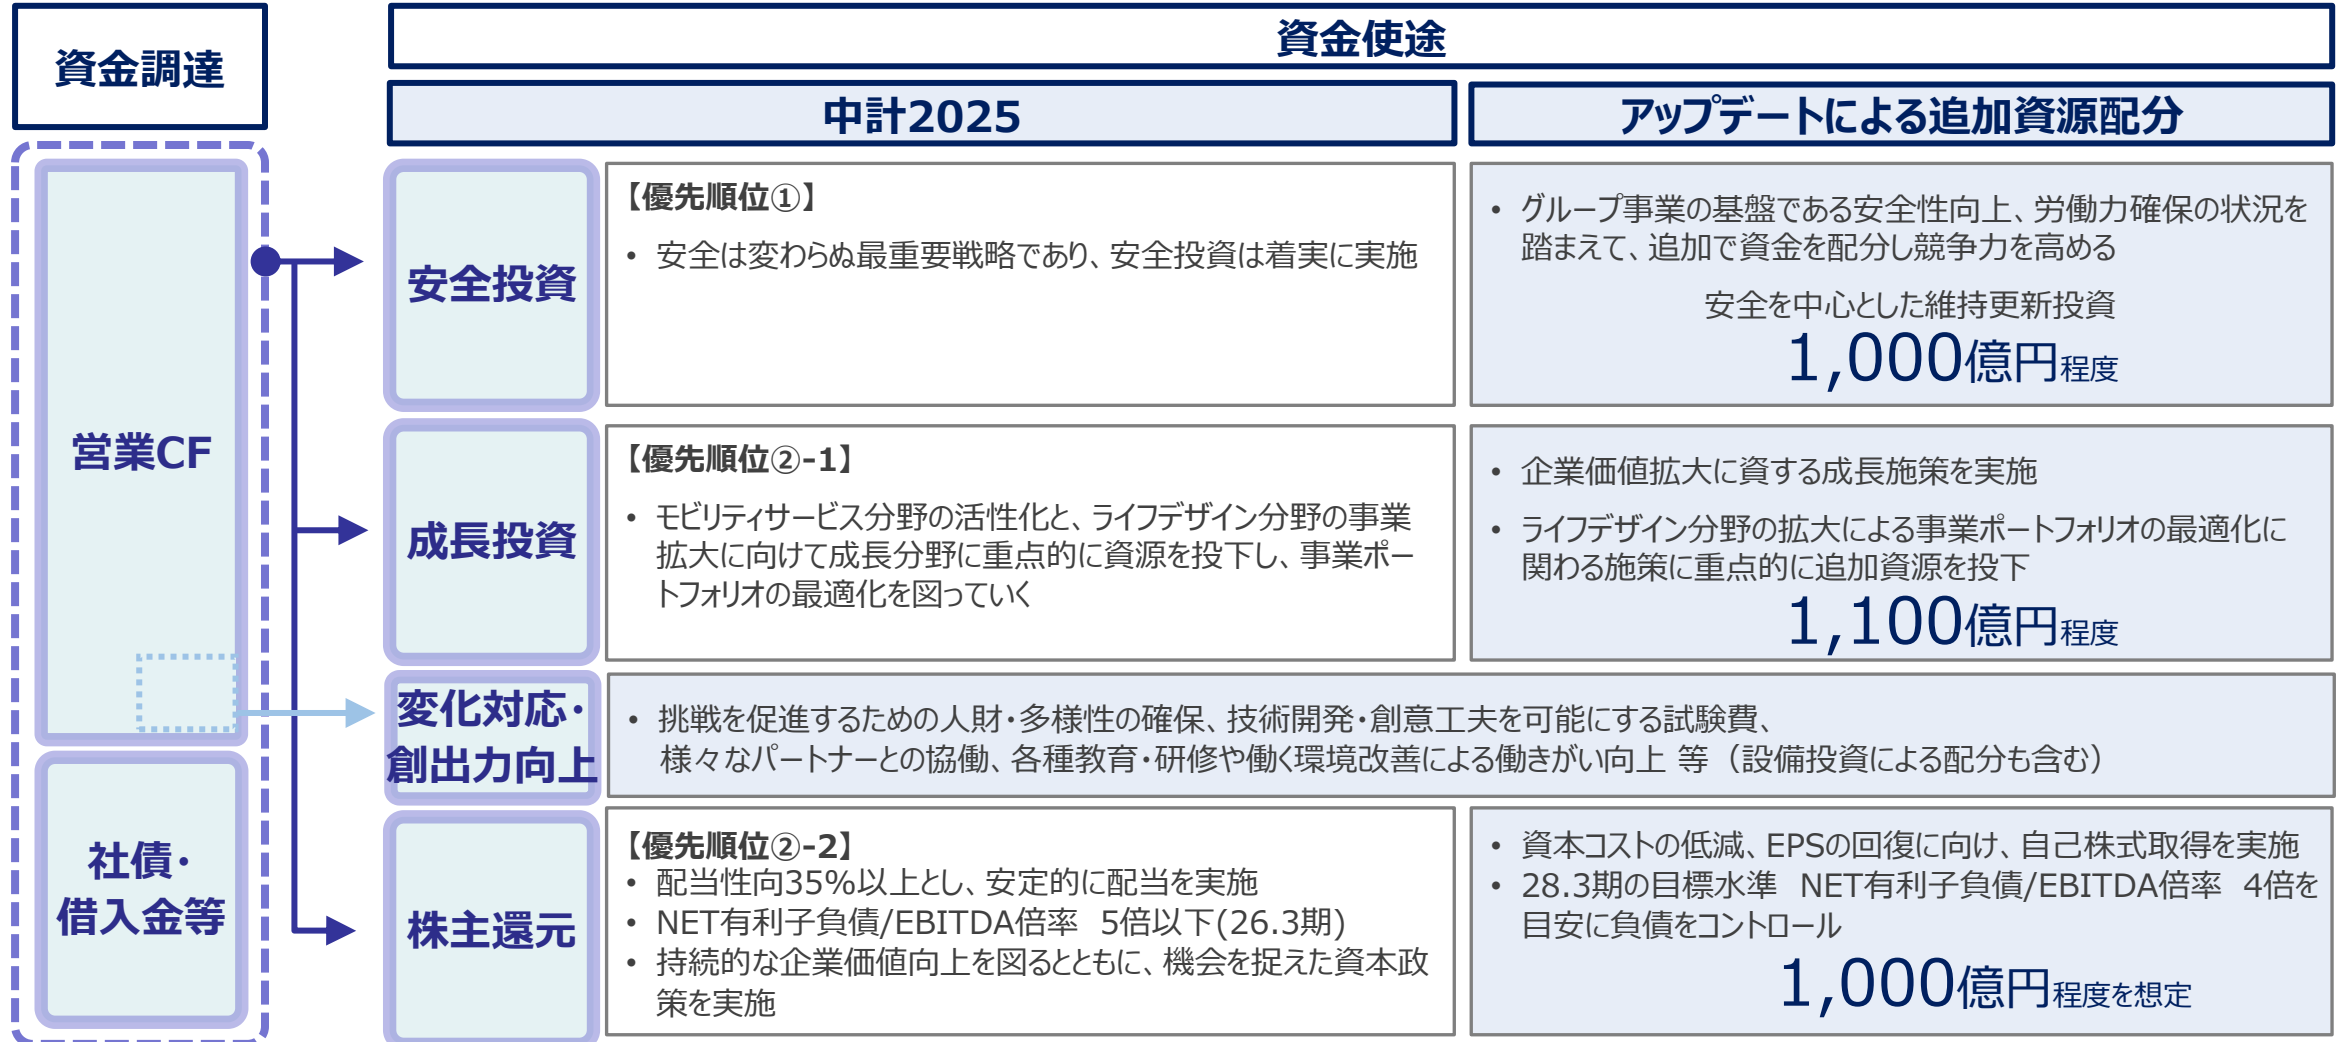 資金調達
資金使途
中計2025
アップデートによる追加資源配分
営業CF
社債・
借入金等
安全投資
【優先順位①】
• 安全は変わらぬ最重要戦略であり、安全投資は着実に実施
• グループ事業の基盤である安全性向上、労働力確保の状況を
踏まえて、追加で資金を配分し競争力を高める
安全を中心とした維持更新投資
1,000億円程度
成長投資
【優先順位②-1】
• モビリティサービス分野の活性化と、ライフデザイン分野の事業
拡大に向けて成長分野に重点的に資源を投下し、事業ポー
トフォリオの最適化を図っていく
• 企業価値拡大に資する成長施策を実施
• ライフデザイン分野の拡大による事業ポートフォリオの最適化に
関わる施策に重点的に追加資源を投下
1,100億円程度
変化対応・
創出力向上
• 挑戦を促進するための人財・多様性の確保、技術開発・創意工夫を可能にする試験費、
様々なパートナーとの協働、各種教育・研修や働く環境改善による働きがい向上 等（設備投資による配分も含む）
株主還元
【優先順位②-2】
• 配当性向35%以上とし、安定的に配当を実施
• NET有利子負債/EBITDA倍率 5倍以下(26.3期)
• 持続的な企業価値向上を図るとともに、機会を捉えた資本政
策を実施
• 資本コストの低減、EPSの回復に向け、自己株式取得を実施
• 28.3期の目標水準 NET有利子負債/EBITDA倍率 4倍を
目安に負債をコントロール
1,000億円程度を想定